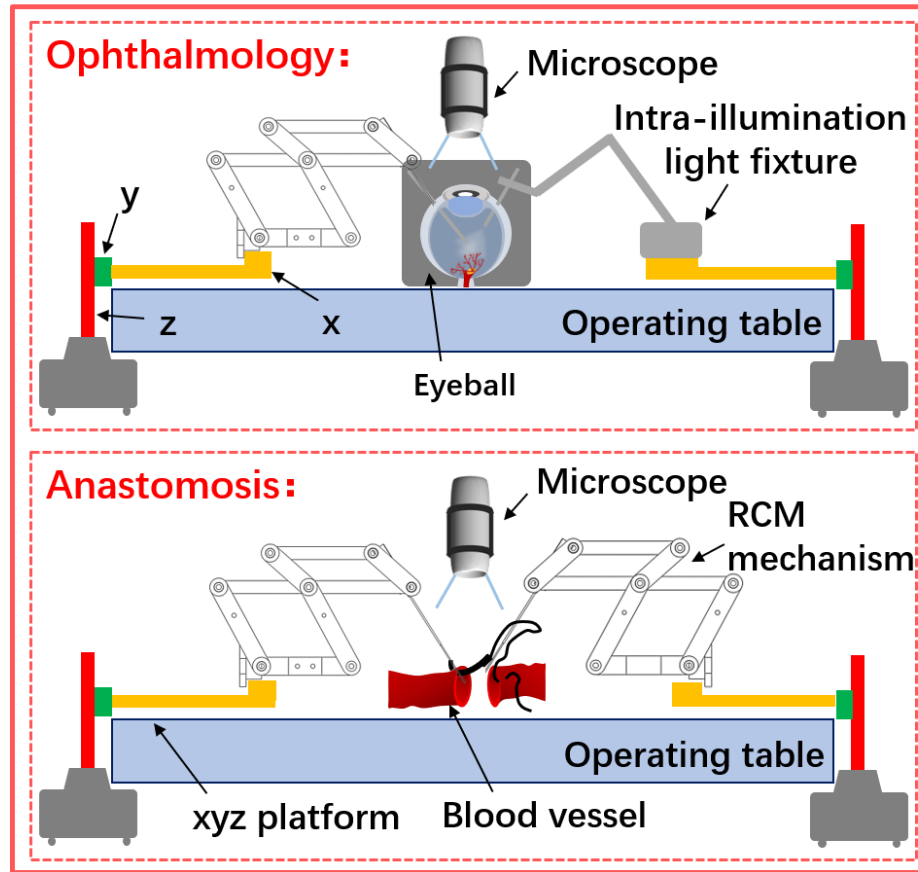 Ophthalmology:
Microscope
Intra-illumination
light fixture
y
z
x
Operating table
Eyeball
Anastomosis:
Microscope
RCM
mechanism
Operating table
xyz platform
Blood vessel